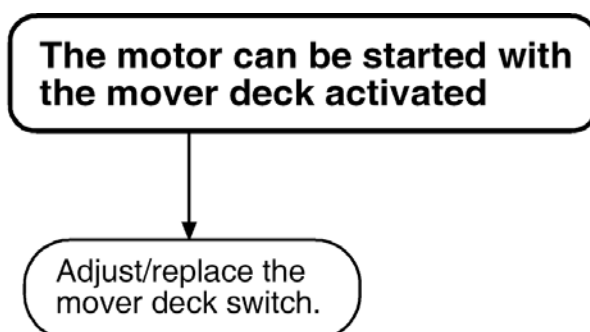 The motor can be started with
the mover deck activated
Adjust/replace the
mover deck switch.